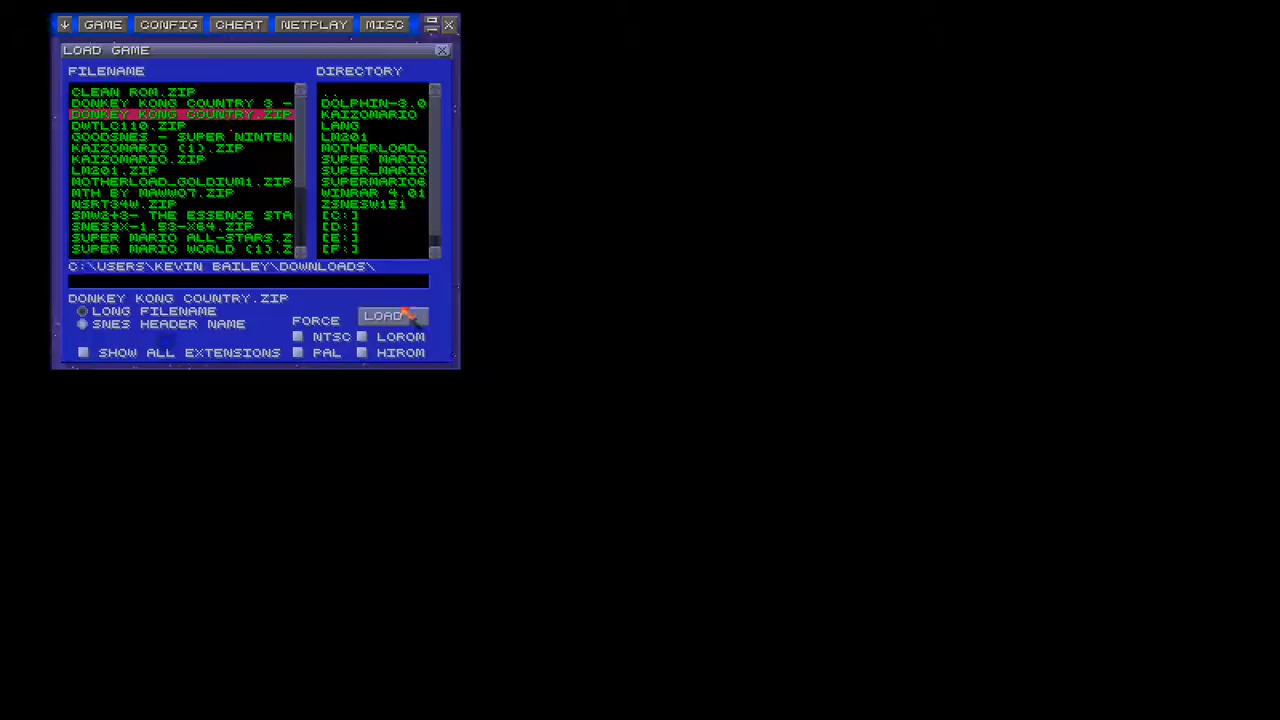 GAME CONFIG CHEAT NETPLAY MISC X
LOAD GAME X
FILENAME DIRECTORY
CLEAN ROM.ZIP ..
DONKEY KONG COUNTRY 3 - DOLPHIN-3.0
DONKEY KONG COUNTRY.ZIP KAIZOMARIO
DWTLC110.ZIP LANG
GOODSNES - SUPER NINTEN LM201
KAIZOMARIO (1).ZIP MOTHERLOAD_
KAIZOMARIO.ZIP SUPER MARIO
LM201.ZIP SUPER_MARIO
MOTHERLOAD_GOLDIUM1.ZIP SUPERMARIO6
MTH BY MAWWO7.ZIP WINRAR 4.01
NSRT34W.ZIP ZSNESW151
SMW2+3- THE ESSENCE STA [C:]
SNES9X-1.53-X64.ZIP [D:]
SUPER MARIO ALL-STARS.Z [E:]
SUPER MARIO WORLD (1).Z [F:]
C:\USERS\KEVIN BAILEY\DOWNLOADS\
DONKEY KONG COUNTRY.ZIP
LONG FILENAME
FORCE LOAD
SNES HEADER NAME
NTSC LOROM
SHOW ALL EXTENSIONS PAL HIROM